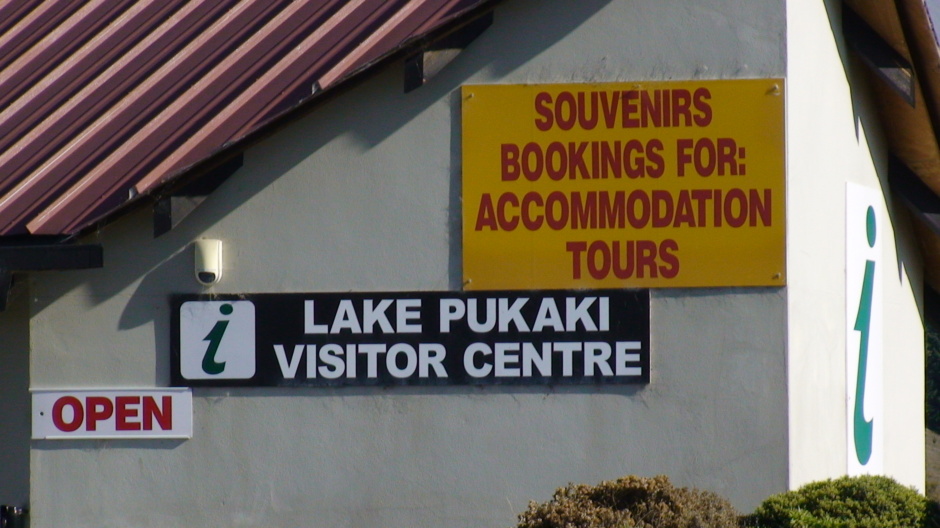 SOUVENIRS
BOOKINGS FOR:
ACCOMMODATION
TOURS
i
LAKE PUKAKI
VISITOR CENTRE
OPEN
i